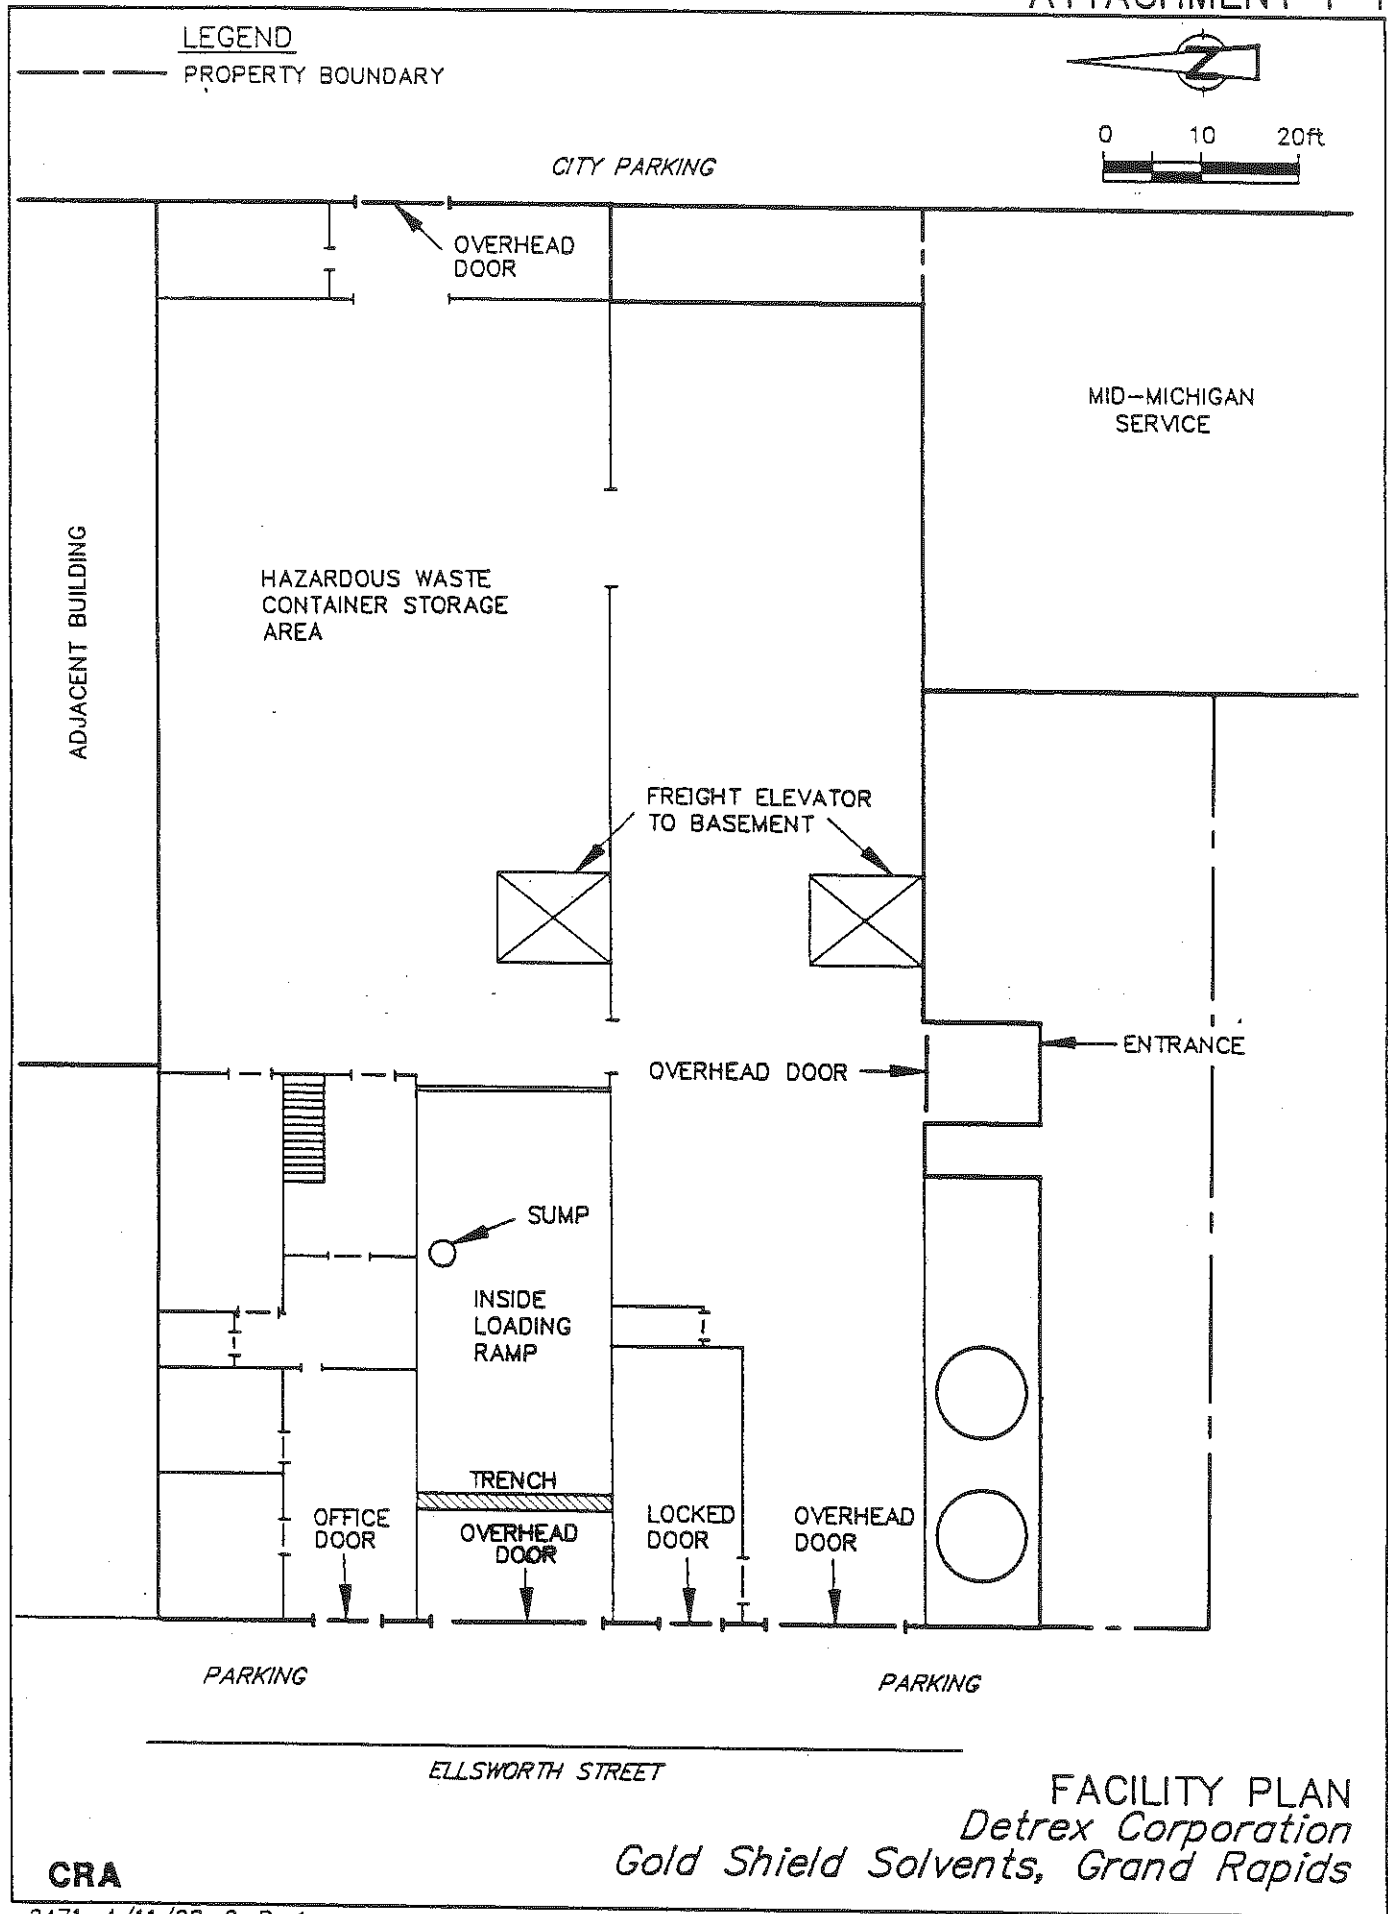 LEGEND
PROPERTY BOUNDARY
N
0 10 20ft
CITY PARKING
OVERHEAD
DOOR
MID-MICHIGAN
SERVICE
ADJACENT BUILDING
HAZARDOUS WASTE
CONTAINER STORAGE
AREA
FREIGHT ELEVATOR
TO BASEMENT
ENTRANCE
OVERHEAD DOOR
SUMP
INSIDE
LOADING
RAMP
TRENCH
OFFICE
DOOR
OVERHEAD
DOOR
LOCKED
DOOR
OVERHEAD
DOOR
PARKING
PARKING
ELLSWORTH STREET
FACILITY PLAN
Detrex Corporation
Gold Shield Solvents, Grand Rapids
CRA